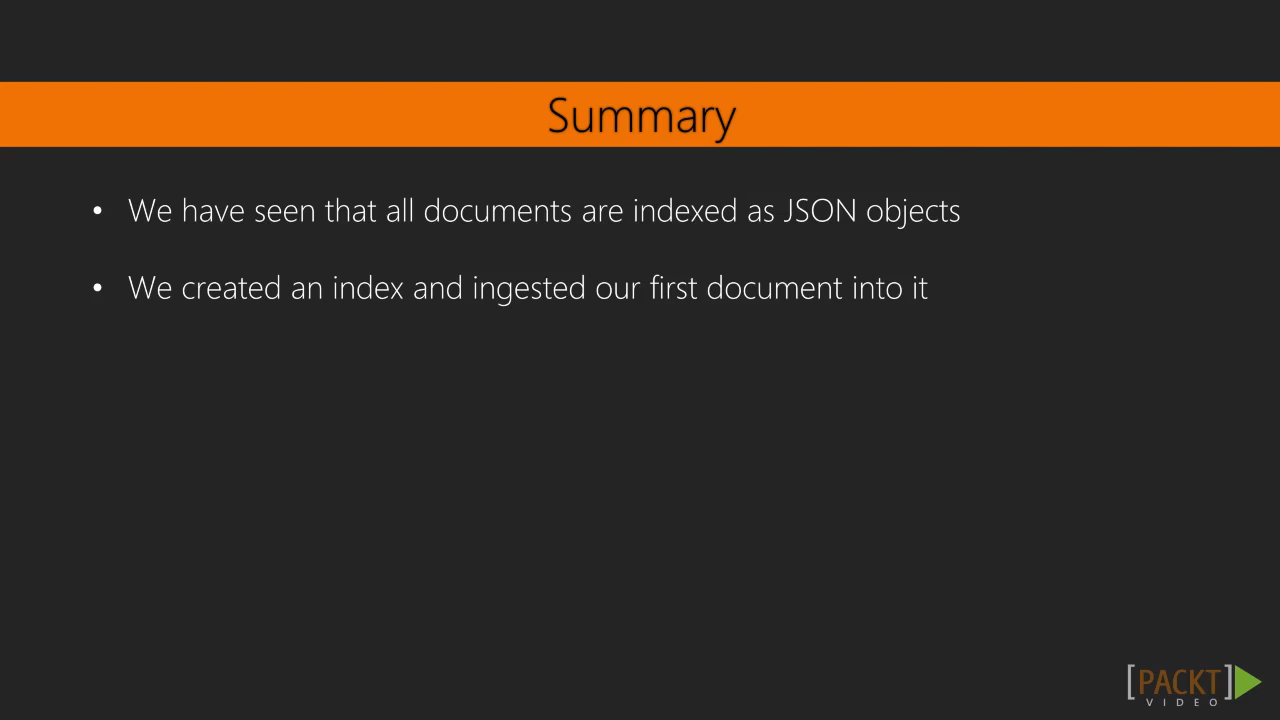 Summary
• We have seen that all documents are indexed as JSON objects
• We created an index and ingested our first document into it
[PACKT]
VIDEO